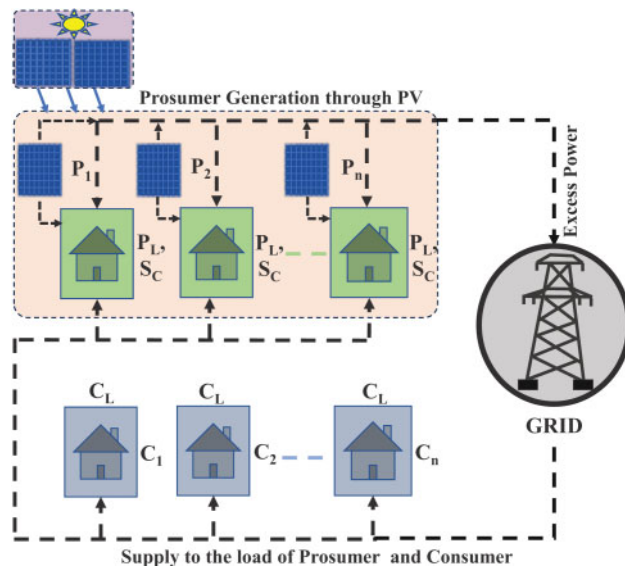 Prosumer Generation through PV
P1
P2
Pn
PL,
SC
PL,
SC
PL,
SC
Excess Power
GRID
CL
CL
CL
C1
C2
Cn
Supply to the load of Prosumer and Consumer